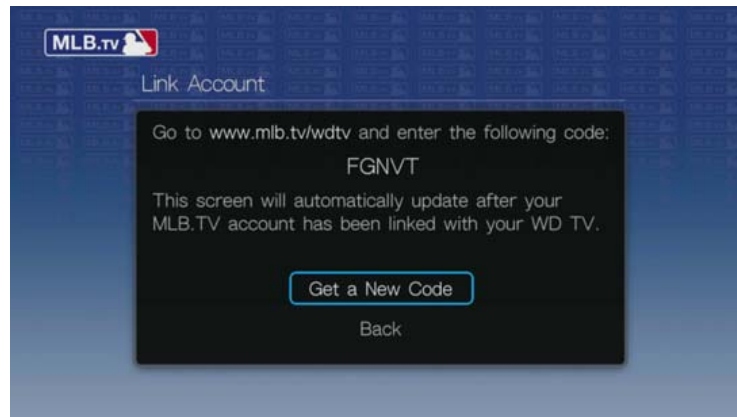 MLB.TV
Link Account
Go to www.mlb.tv/wdtv and enter the following code:
FGNVT
This screen will automatically update after your
MLB.TV account has been linked with your WD TV.
Get a New Code
Back